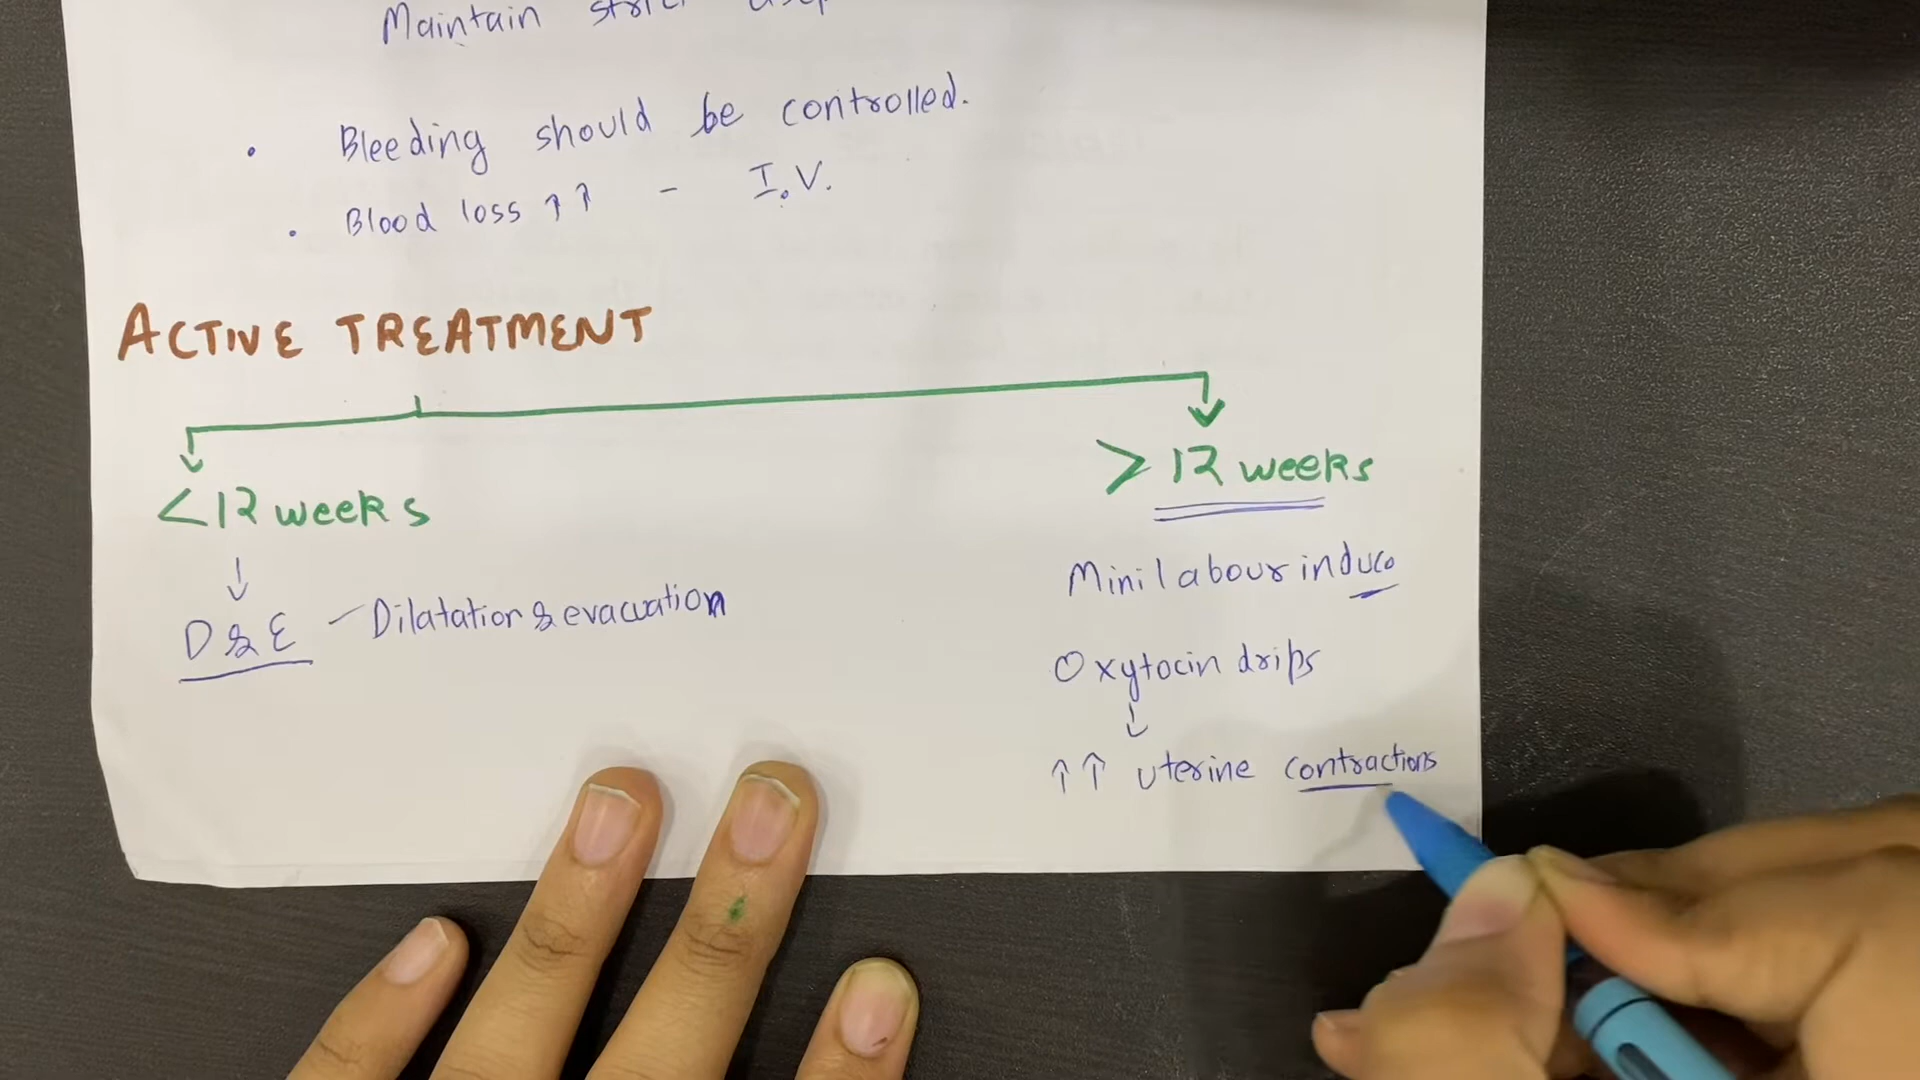 Maintain strict
• Bleeding should be controlled.
• Blood loss ↑↑ - I.V.
ACTIVE TREATMENT
<12 weeks
> 12 weeks
↓
D & E - Dilatation & evacuation
Mini labour induce
Oxytocin drips
↓
↑↑ uterine contractions